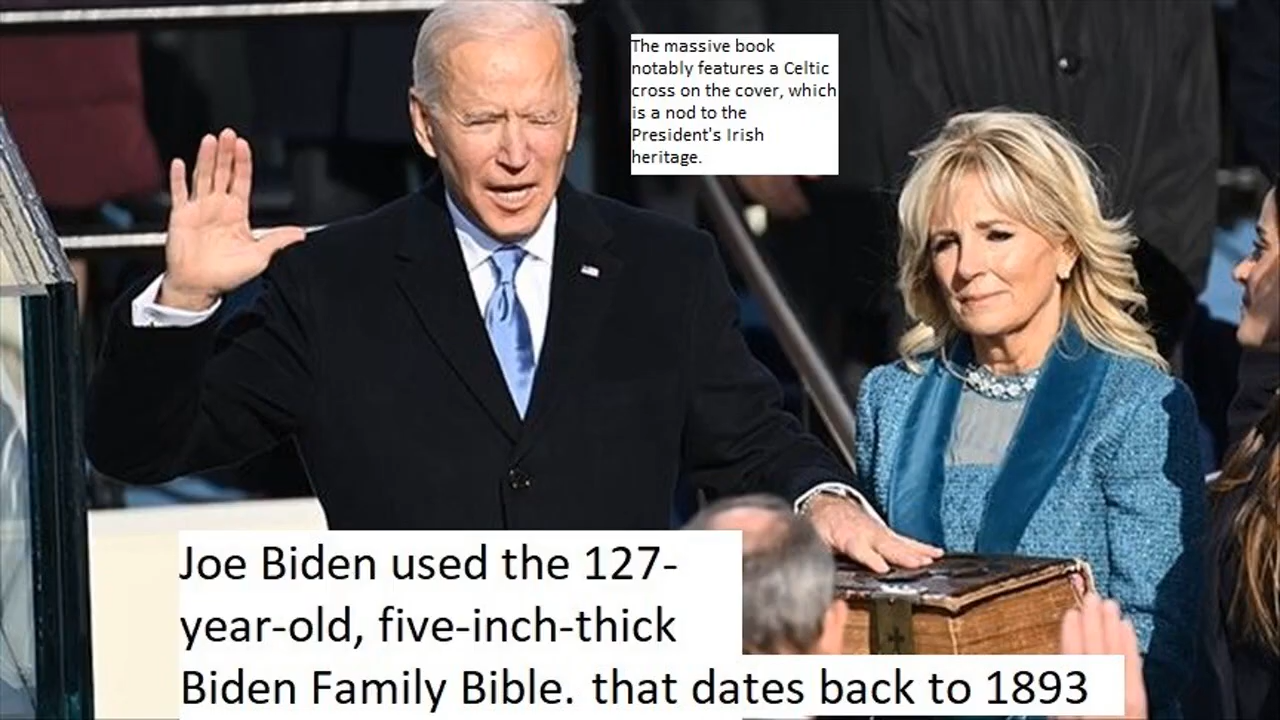 The massive book
notably features a Celtic
cross on the cover, which
is a nod to the
President's Irish
heritage.
Joe Biden used the 127-
year-old, five-inch-thick
Biden Family Bible. that dates back to 1893